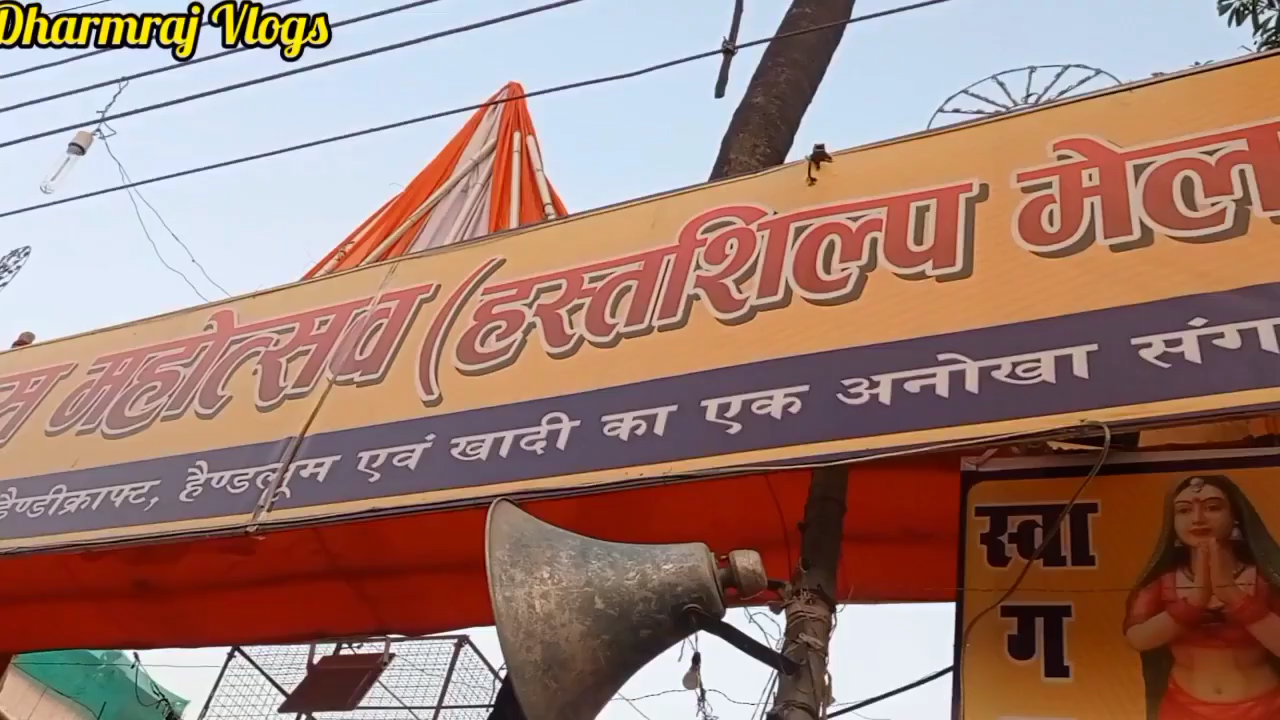 Dharmraj Vlogs
महोत्सव (हस्तशिल्प मेल
हैण्डीक्राफ्ट, हैण्डलूम एवं खादी का एक अनोखा संग
स्वा
ग